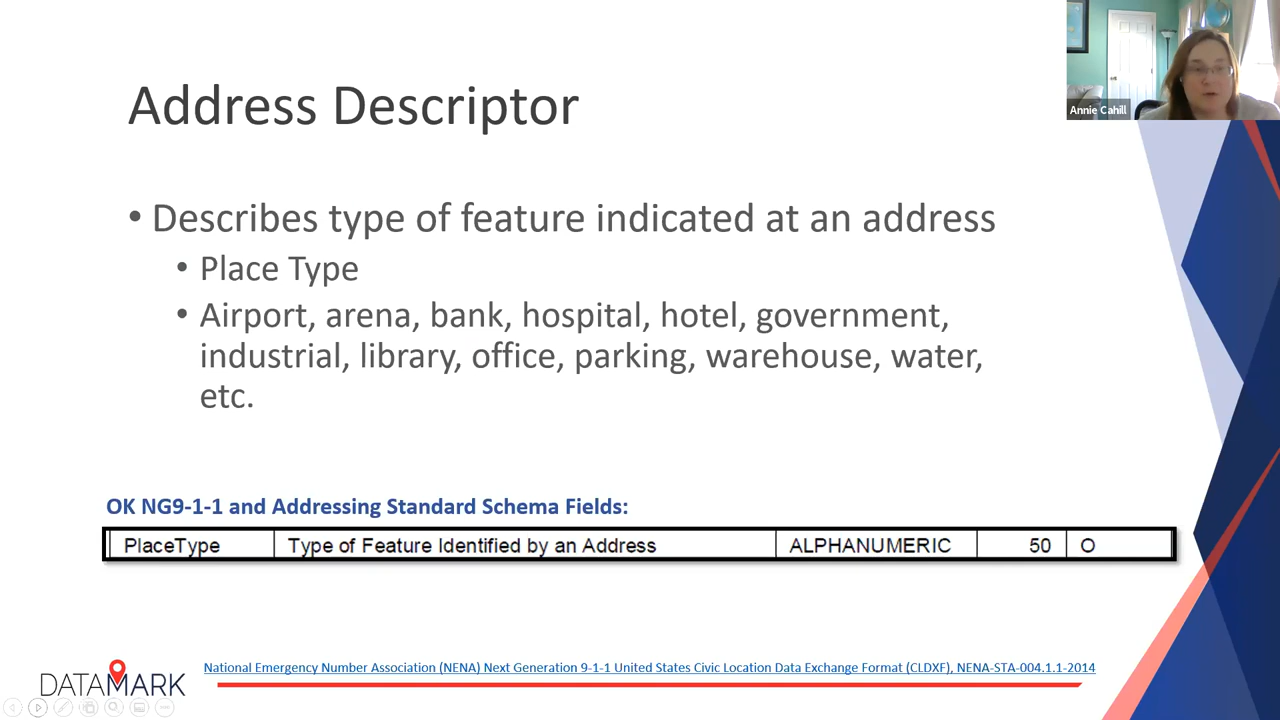 Annie Cahill
Address Descriptor
• Describes type of feature indicated at an address
• Place Type
• Airport, arena, bank, hospital, hotel, government,
industrial, library, office, parking, warehouse, water,
etc.
OK NG9-1-1 and Addressing Standard Schema Fields:
PlaceType Type of Feature Identified by an Address ALPHANUMERIC 50 O
National Emergency Number Association (NENA) Next Generation 9-1-1 United States Civic Location Data Exchange Format (CLDXF), NENA-STA-004.1.1-2014
DATAMARK